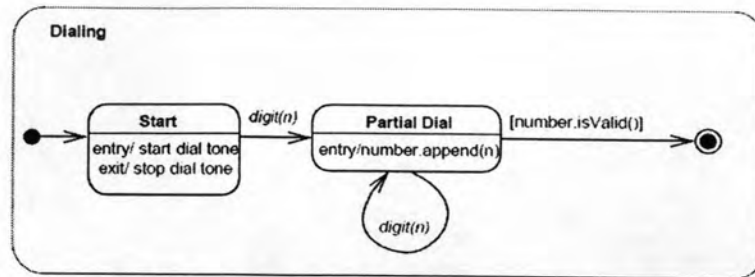 Dialing
Start
entry/ start dial tone
exit/ stop dial tone
digit(n)
Partial Dial
entry/number.append(n)
[number.isValid()]
digit(n)